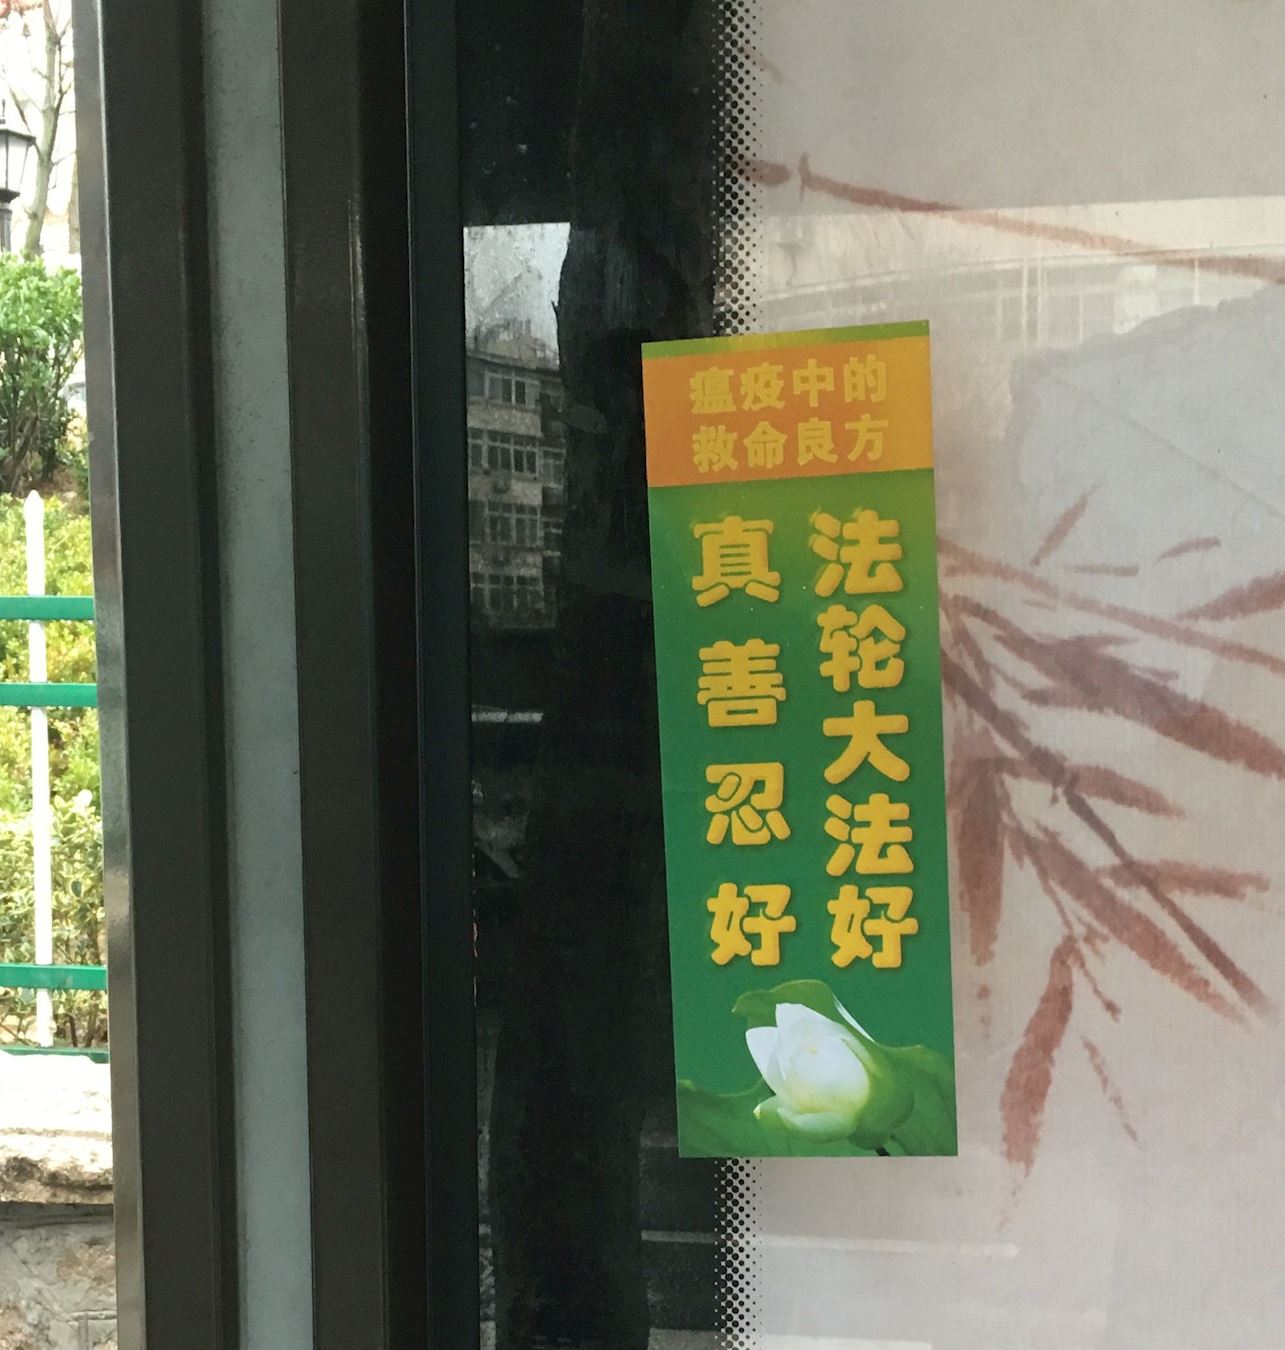 瘟疫中的
救命良方
法轮大法好
真善忍好